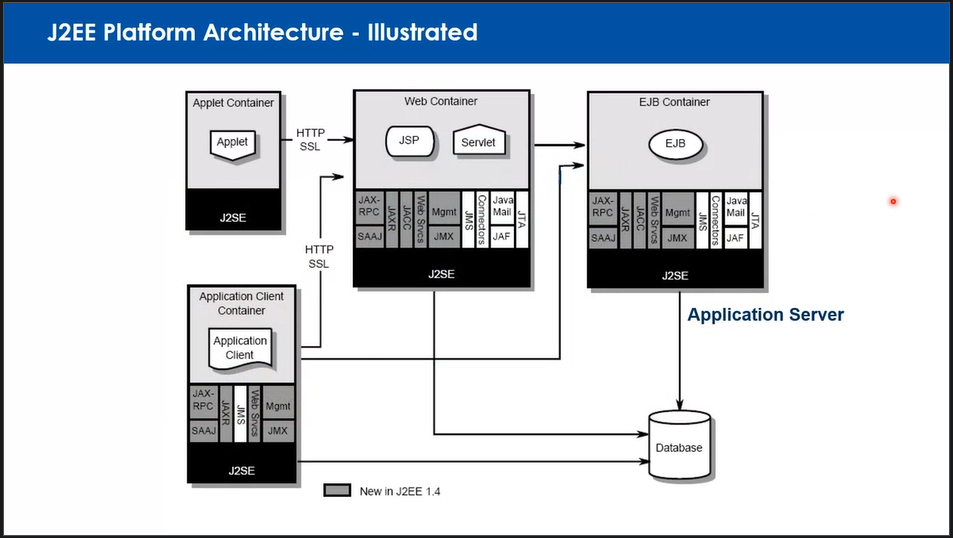 J2EE Platform Architecture - Illustrated
Applet Container
Applet
J2SE
HTTP
SSL
Web Container
JSP
Servlet
JAX-
RPC
SAAJ
JAXR
JACC
Web Srvcs
Mgmt
JMX
JMS
Connectors
Java
Mail
JAF
JTA
J2SE
EJB Container
EJB
JAX-
RPC
SAAJ
JAXR
JACC
Web Srvcs
Mgmt
JMX
JMS
Connectors
Java
Mail
JAF
JTA
J2SE
HTTP
SSL
Application Client
Container
Application
Client
JAX-
RPC
SAAJ
JAXR
JMS
Web Srvcs
Mgmt
JMX
J2SE
Application Server
Database
New in J2EE 1.4